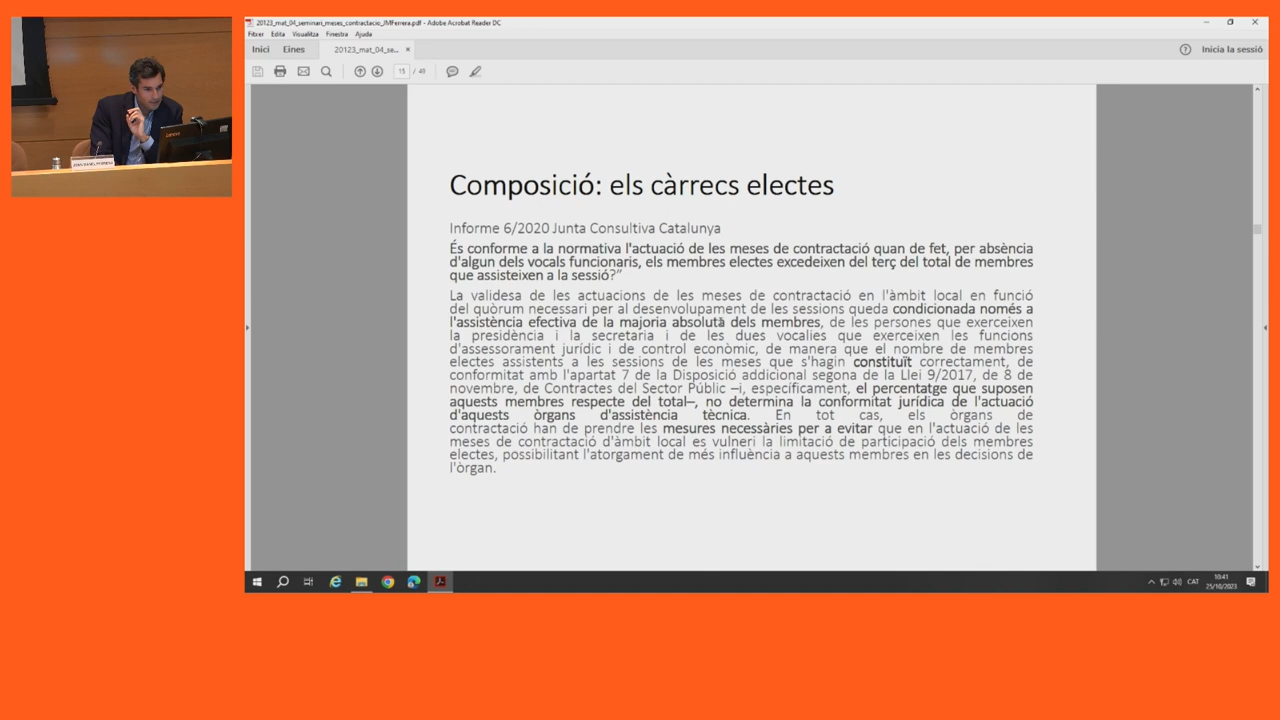 20123_mat_04_seminari_meses_contractacio_JMFerrera.pdf - Adobe Acrobat Reader DC
Fitxer Edita Visualitza Finestra Ajuda
Inici Eines 20123_mat_04_se... × Inicia la sessió
15 / 49
Composició: els càrrecs electes
Informe 6/2020 Junta Consultiva Catalunya
És conforme a la normativa l'actuació de les meses de contractació quan de fet, per absència
d'algun dels vocals funcionaris, els membres electes excedeixen del terç del total de membres
que assisteixen a la sessió?"
La validesa de les actuacions de les meses de contractació en l'àmbit local en funció
del quòrum necessari per al desenvolupament de les sessions queda condicionada només a
l'assistència efectiva de la majoria absoluta dels membres, de les persones que exerceixen
la presidència i la secretaria i de les dues vocalies que exerceixen les funcions
d'assessorament jurídic i de control econòmic, de manera que el nombre de membres
electes assistents a les sessions de les meses que s'hagin constituït correctament, de
conformitat amb l'apartat 7 de la Disposició addicional segona de la Llei 9/2017, de 8 de
novembre, de Contractes del Sector Públic –i, específicament, el percentatge que suposen
aquests membres respecte del total–, no determina la conformitat jurídica de l'actuació
d'aquests òrgans d'assistència tècnica. En tot cas, els òrgans de
contractació han de prendre les mesures necessàries per a evitar que en l'actuació de les
meses de contractació d'àmbit local es vulneri la limitació de participació dels membres
electes, possibilitant l'atorgament de més influència a aquests membres en les decisions de
l'òrgan.
CAT 10:41
25/10/2023